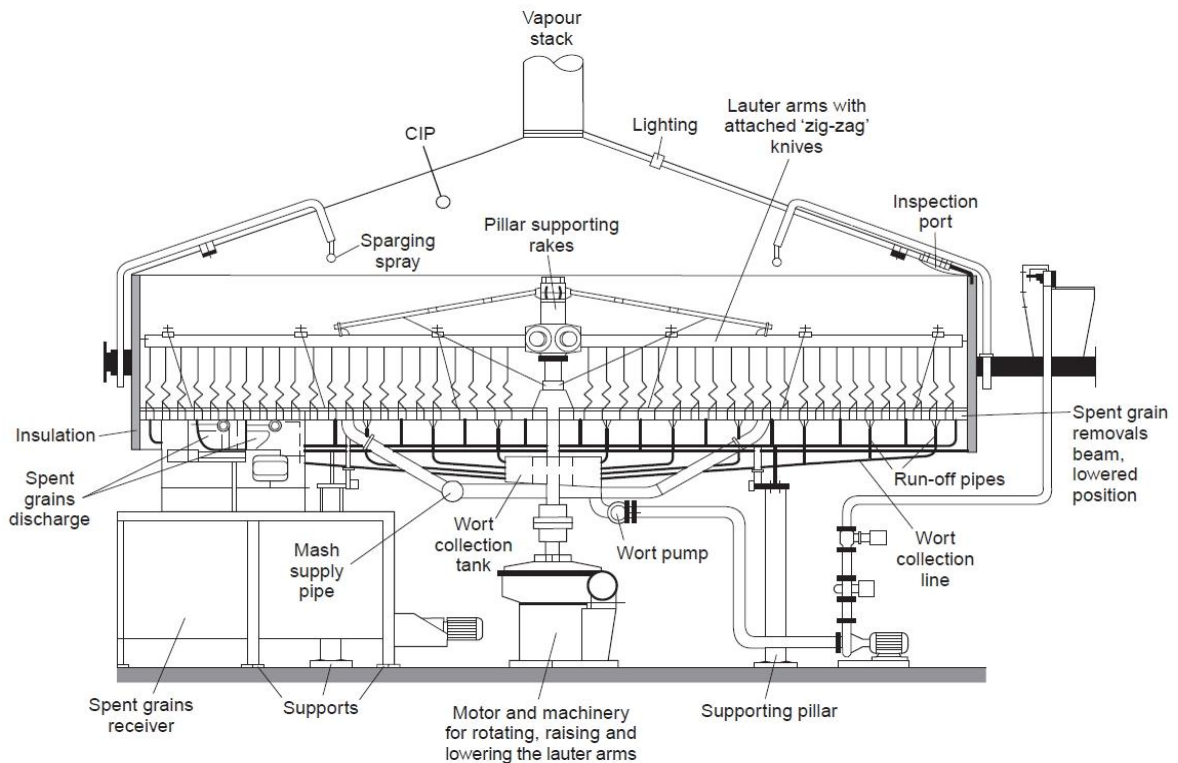 Vapour
stack
Lauter arms with
attached ‘zig-zag’
knives
Lighting
CIP
Inspection
port
Pillar supporting
rakes
Sparging
spray
Insulation
Spent
grains
discharge
Spent grain
removals
beam,
lowered
position
Run-off pipes
Wort
collection
tank
Wort pump
Wort
collection
line
Mash
supply
pipe
Spent grains
receiver
Supports
Motor and machinery
for rotating, raising and
lowering the lauter arms
Supporting pillar